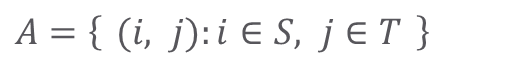 A = { (i, j): i ∈ S, j ∈ T }